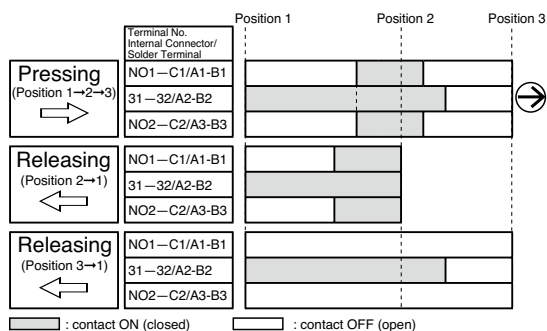 Position 1 Position 2 Position 3
Terminal No.
Internal Connector/
Solder Terminal
Pressing
(Position 1→2→3)
NO1—C1/A1-B1
31—32/A2-B2
NO2—C2/A3-B3
Releasing
(Position 2→1)
NO1—C1/A1-B1
31—32/A2-B2
NO2—C2/A3-B3
Releasing
(Position 3→1)
NO1—C1/A1-B1
31—32/A2-B2
NO2—C2/A3-B3
: contact ON (closed) : contact OFF (open)